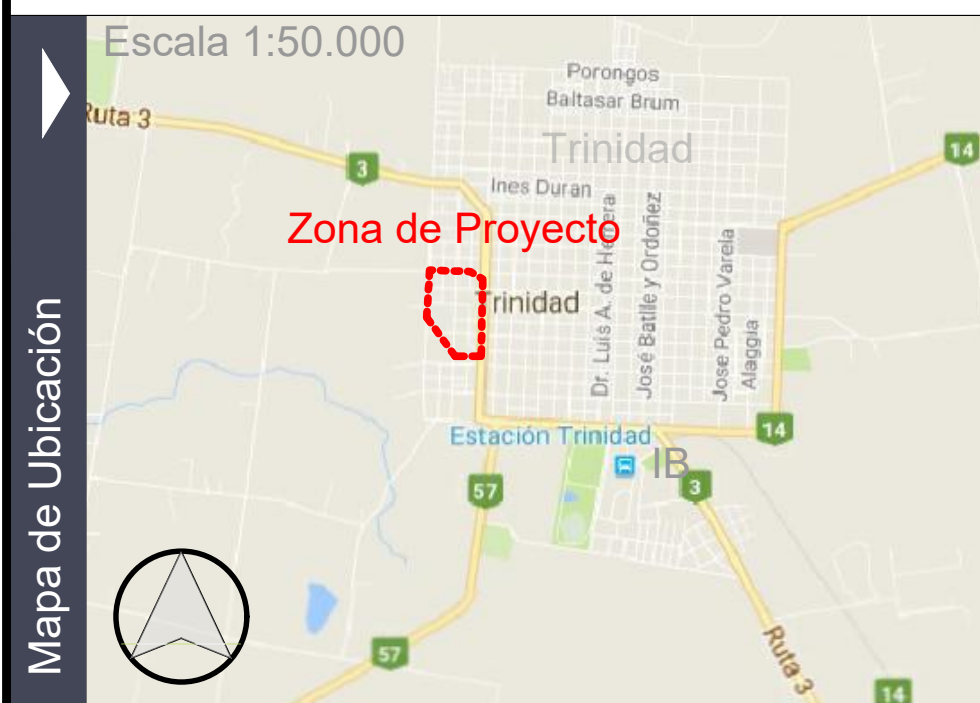 Mapa de Ubicación
Escala 1:50.000
Porongos
Baltasar Brum
Ruta 3
Trinidad
14
3
Ines Duran
Zona de Proyecto
Dr. Luis A. de Herrera
José Batlle y Ordoñez
Jose Pedro Varela
Alaggia
Trinidad
Estación Trinidad
14
IB
57
3
57
Ruta 3
14